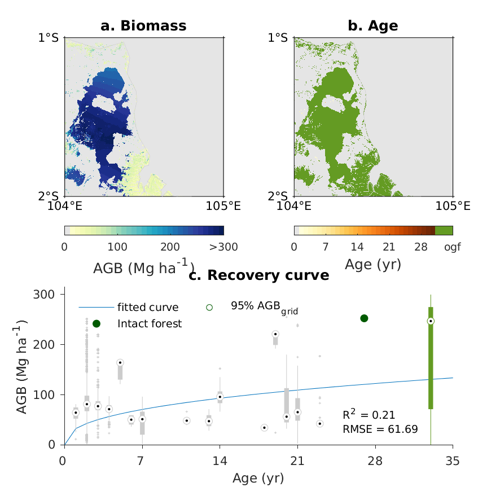 a. Biomass
b. Age
1°S
1°S
2°S
2°S
104°E
105°E
104°E
105°E
0 100 200 >300
0 7 14 21 28 ogf
AGB (Mg ha-1)
Age (yr)
c. Recovery curve
300
200
100
0
AGB (Mg ha-1)
fitted curve
95% AGBgrid
Intact forest
R2 = 0.21
RMSE = 61.69
0 7 14 21 28 35
Age (yr)